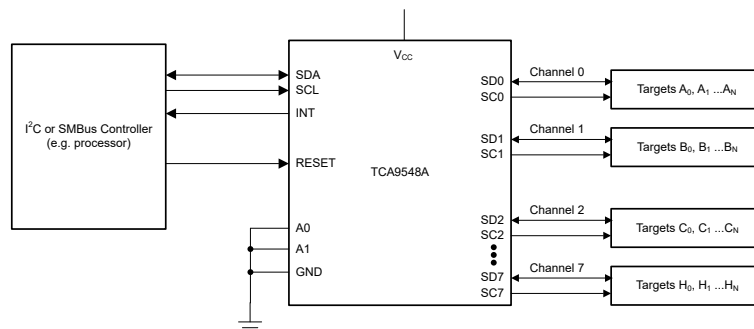 I²C or SMBus Controller
(e.g. processor)
V_CC
SDA
SCL
INT
RESET
A0
A1
GND
TCA9548A
SD0
SC0
SD1
SC1
SD2
SC2
SD7
SC7
Channel 0
Channel 1
Channel 2
Channel 7
Targets A₀, A₁ ...A_N
Targets B₀, B₁ ...B_N
Targets C₀, C₁ ...C_N
Targets H₀, H₁ ...H_N